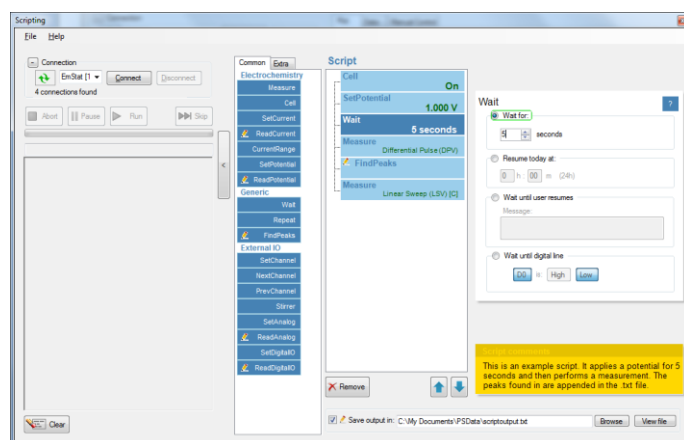 Scripting
File Help
Connection
EmStat [1
Connect
Disconnect
4 connections found
Abort
Pause
Run
Skip
Clear
Common
Extra
Electrochemistry
Measure
Cell
SetCurrent
ReadCurrent
CurrentRange
SetPotential
ReadPotential
Generic
Wait
Repeat
FindPeaks
External IO
SetChannel
NextChannel
PrevChannel
Stirrer
SetAnalog
ReadAnalog
SetDigitalIO
ReadDigitalIO
Script
Cell
On
SetPotential
1.000 V
Wait
5 seconds
Measure
Differential Pulse (DPV)
FindPeaks
Measure
Linear Sweep (LSV) [C]
Remove
Wait
?
Wait for:
5 seconds
Resume today at:
0 h : 00 m (24h)
Wait until user resumes
Message:
Wait until digital line
D0 is: High Low
This is an example script. It applies a potential for 5
seconds and then performs a measurement. The
peaks found in are appended in the .txt file.
Save output in: C:\My Documents\PSData\scriptoutput.txt
Browse
View file